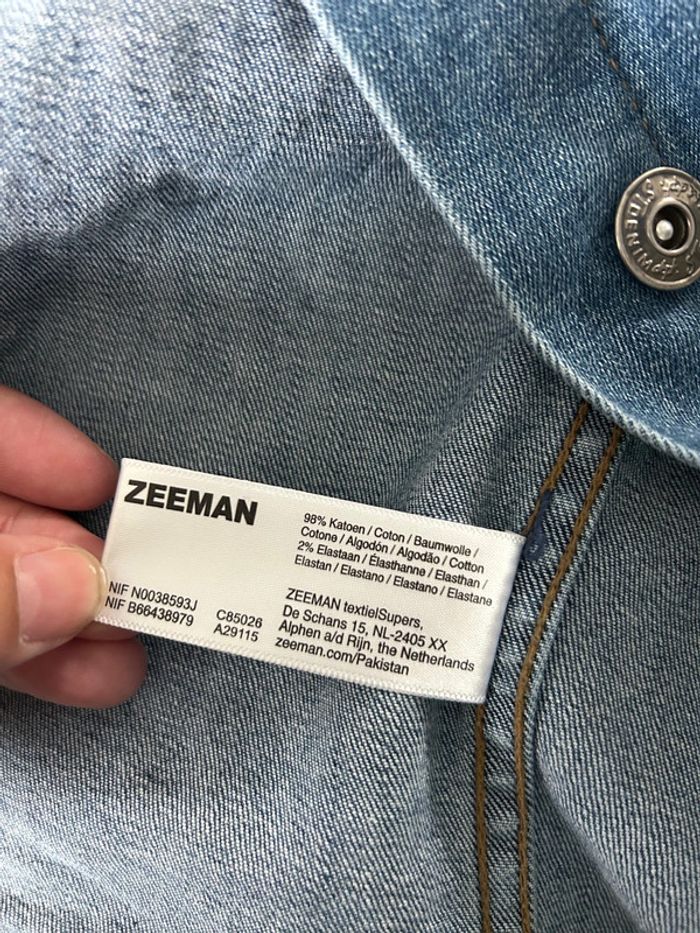 ZEEMAN
98% Katoen / Coton / Baumwolle /
Cotone / Algodón / Algodão / Cotton
2% Elastaan / Élasthanne / Elasthan /
Elastan / Elastano / Elastano / Elastane
NIF N0038593J
NIF B66438979
C85026
A29115
ZEEMAN textielSupers,
De Schans 15, NL-2405 XX
Alphen a/d Rijn, the Netherlands
zeeman.com/Pakistan